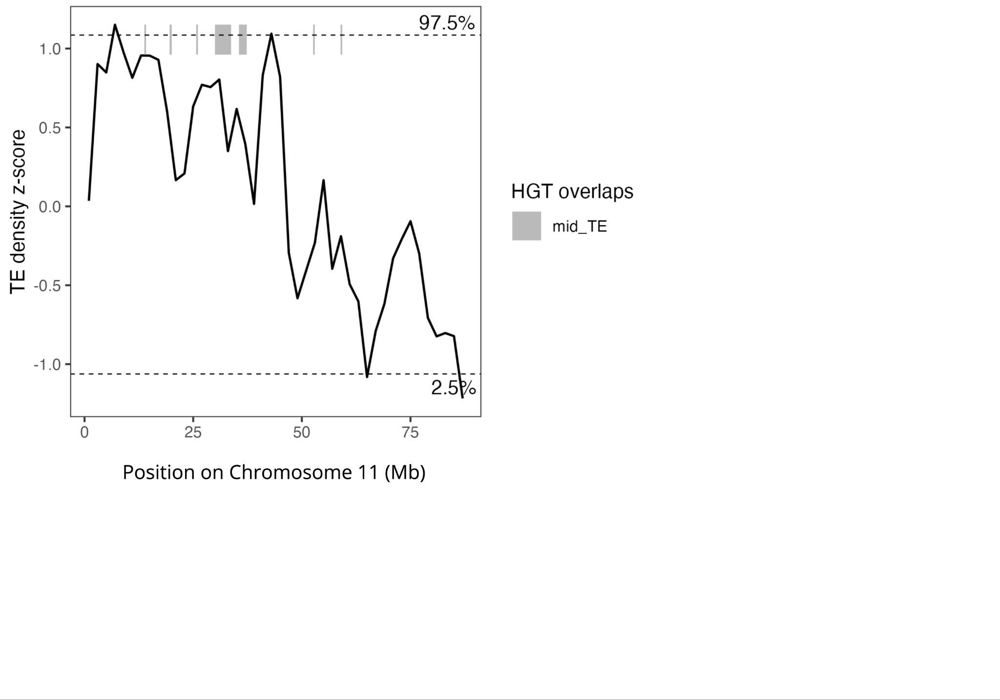 97.5%
1.0
0.5
0.0
-0.5
-1.0
TE density z-score
2.5%
0 25 50 75
Position on Chromosome 11 (Mb)
HGT overlaps
mid_TE